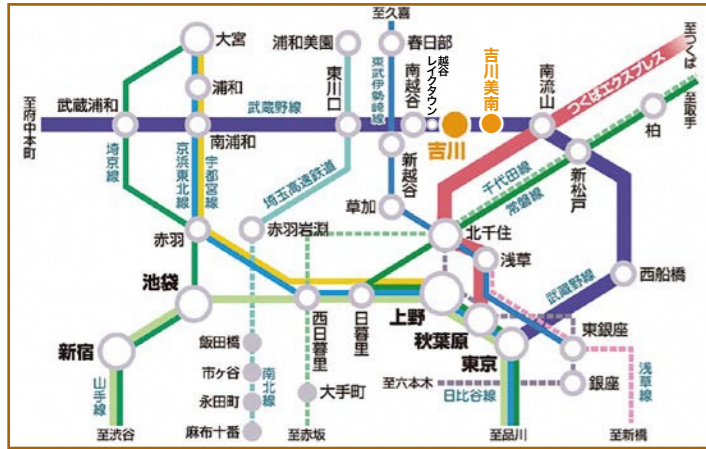 至久喜
至つくば
大宮
浦和美園
春日部
越谷
レイクタウン
吉川美南
南越谷
南流山
つくばエクスプレス
東武伊勢崎線
浦和
東川口
至取手
柏
至府中本町
武蔵浦和
武蔵野線
南浦和
吉川
埼京線
京浜東北線
宇都宮線
埼玉高速鉄道
新越谷
千代田線
常磐線
新松戸
草加
赤羽
赤羽岩淵
北千住
浅草
西船橋
池袋
武蔵野線
上野
西日暮里
日暮里
秋葉原
東銀座
新宿
飯田橋
東京
市ヶ谷
南北線
大手町
至六本木
銀座
浅草線
山手線
永田町
日比谷線
至渋谷
麻布十番
至赤坂
至品川
至新橋